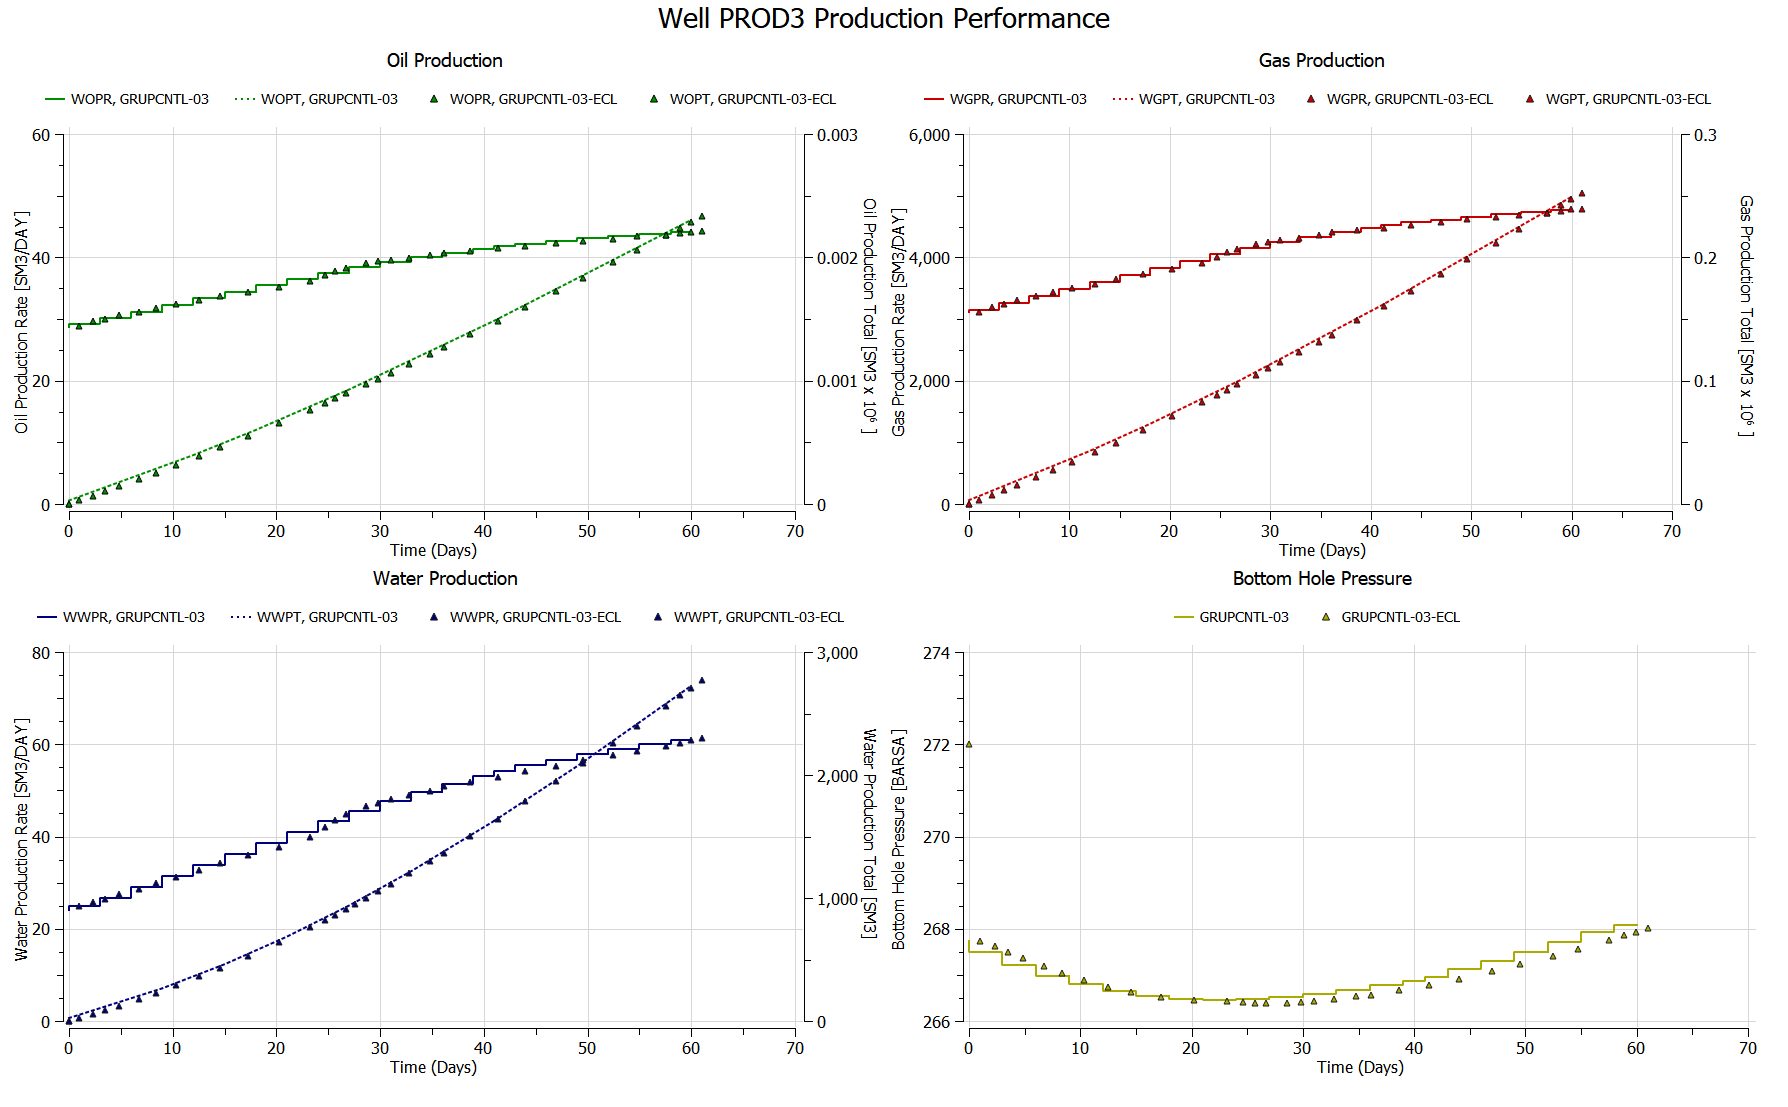 Well PROD3 Production Performance
Oil Production
WOPR, GRUPCNTL-03 WOPT, GRUPCNTL-03 WOPR, GRUPCNTL-03-ECL WOPT, GRUPCNTL-03-ECL
Oil Production Rate [SM3/DAY]
60
40
20
0
0.003
0.002
0.001
0
Oil Production Total [SM3 x 10⁶ ]
0 10 20 30 40 50 60 70
Time (Days)
Gas Production
WGPR, GRUPCNTL-03 WGPT, GRUPCNTL-03 WGPR, GRUPCNTL-03-ECL WGPT, GRUPCNTL-03-ECL
Gas Production Rate [SM3/DAY]
6,000
4,000
2,000
0
0.3
0.2
0.1
0
Gas Production Total [SM3 x 10⁶ ]
0 10 20 30 40 50 60 70
Time (Days)
Water Production
WWPR, GRUPCNTL-03 WWPT, GRUPCNTL-03 WWPR, GRUPCNTL-03-ECL WWPT, GRUPCNTL-03-ECL
Water Production Rate [SM3/DAY]
80
60
40
20
0
3,000
2,000
1,000
0
Water Production Total [SM3]
0 10 20 30 40 50 60 70
Time (Days)
Bottom Hole Pressure
GRUPCNTL-03 GRUPCNTL-03-ECL
Bottom Hole Pressure [BARSA]
274
272
270
268
266
0 10 20 30 40 50 60 70
Time (Days)